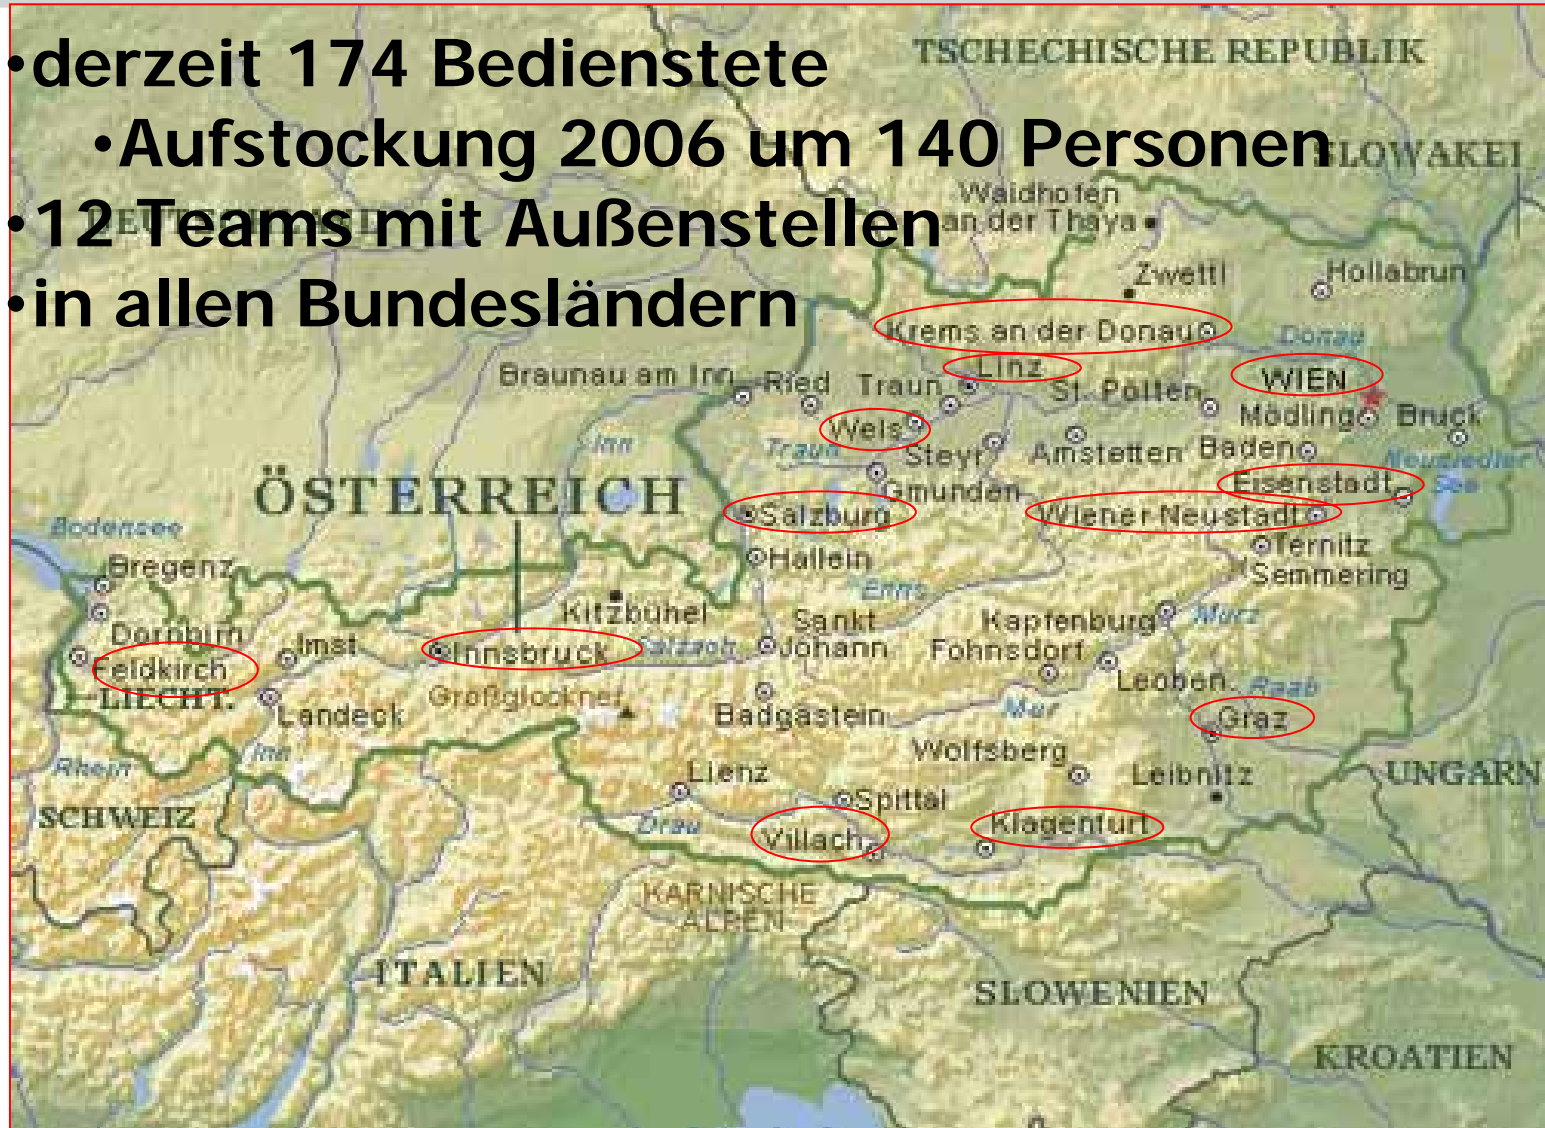 •derzeit 174 Bedienstete
•Aufstockung 2006 um 140 Personen
•12 Teams mit Außenstellen
•in allen Bundesländern
TSCHECHISCHE REPUBLIK
SLOWAKEI
DEUTSCHLAND
Waidhofen
an der Thaya
Zwettl
Hollabrun
Krems an der Donau
Donau
Linz
WIEN
Braunau am Inn
Ried
Traun
St. Pölten
Mödling
Bruck
Wels
Inn
Traun
Steyr
Amstetten
Baden
Neusiedler
See
ÖSTERREICH
Gmunden
Eisenstadt
Salzburg
Wiener Neustadt
Bodensee
Hallein
Ternitz
Semmering
Bregenz
Enns
Kitzbühel
Sankt
Johann
Kapfenburg
Murz
Dornbirn
Imst
Innsbruck
Salzach
Fohnsdorf
Feldkirch
Leoben
Raab
LIECHT.
Landeck
Großglockner
Badgastein
Mur
Graz
Wolfsberg
Rhein
Inn
Lienz
Leibnitz
UNGARN
SCHWEIZ
Spittal
Drau
Villach
Klagenfurt
KARNISCHE
ALPEN
ITALIEN
SLOWENIEN
KROATIEN